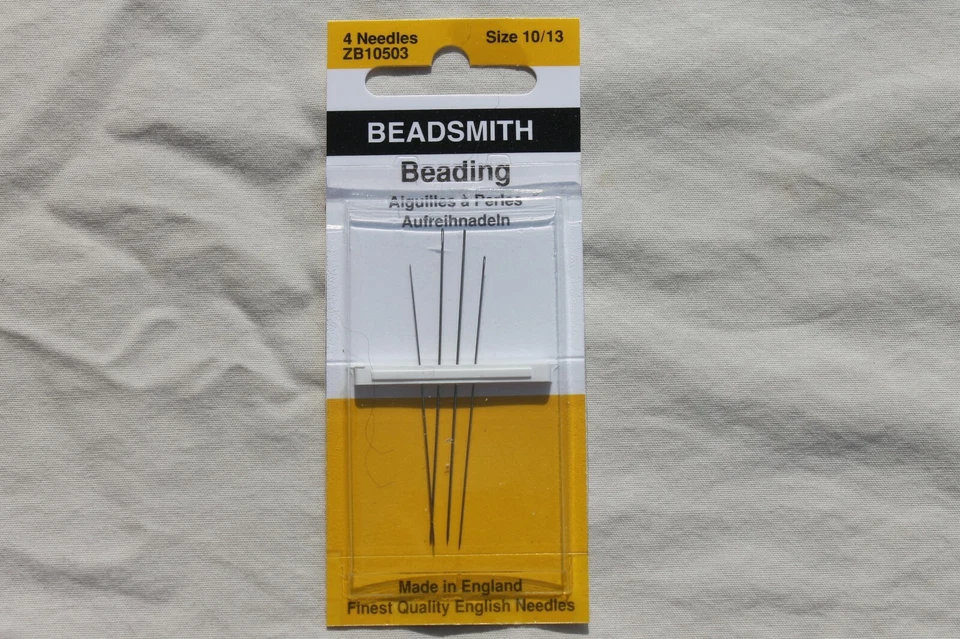 4 Needles Size 10/13
ZB10503
BEADSMITH
Beading
Aiguilles à Perles
Aufreihnadeln
Made in England
Finest Quality English Needles